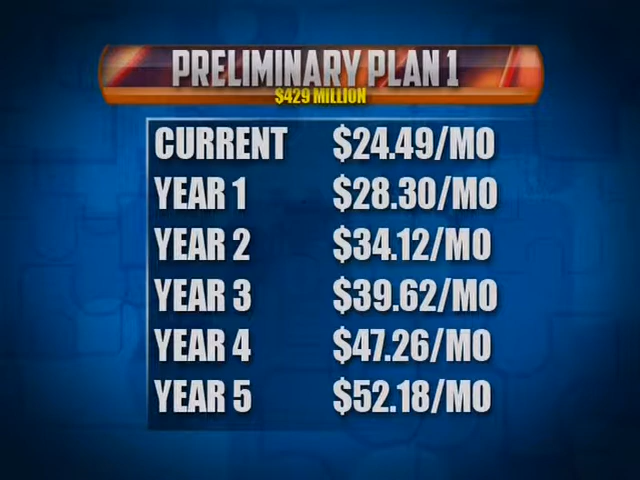 PRELIMINARY PLAN 1
$429 MILLION
CURRENT $24.49/MO
YEAR 1 $28.30/MO
YEAR 2 $34.12/MO
YEAR 3 $39.62/MO
YEAR 4 $47.26/MO
YEAR 5 $52.18/MO